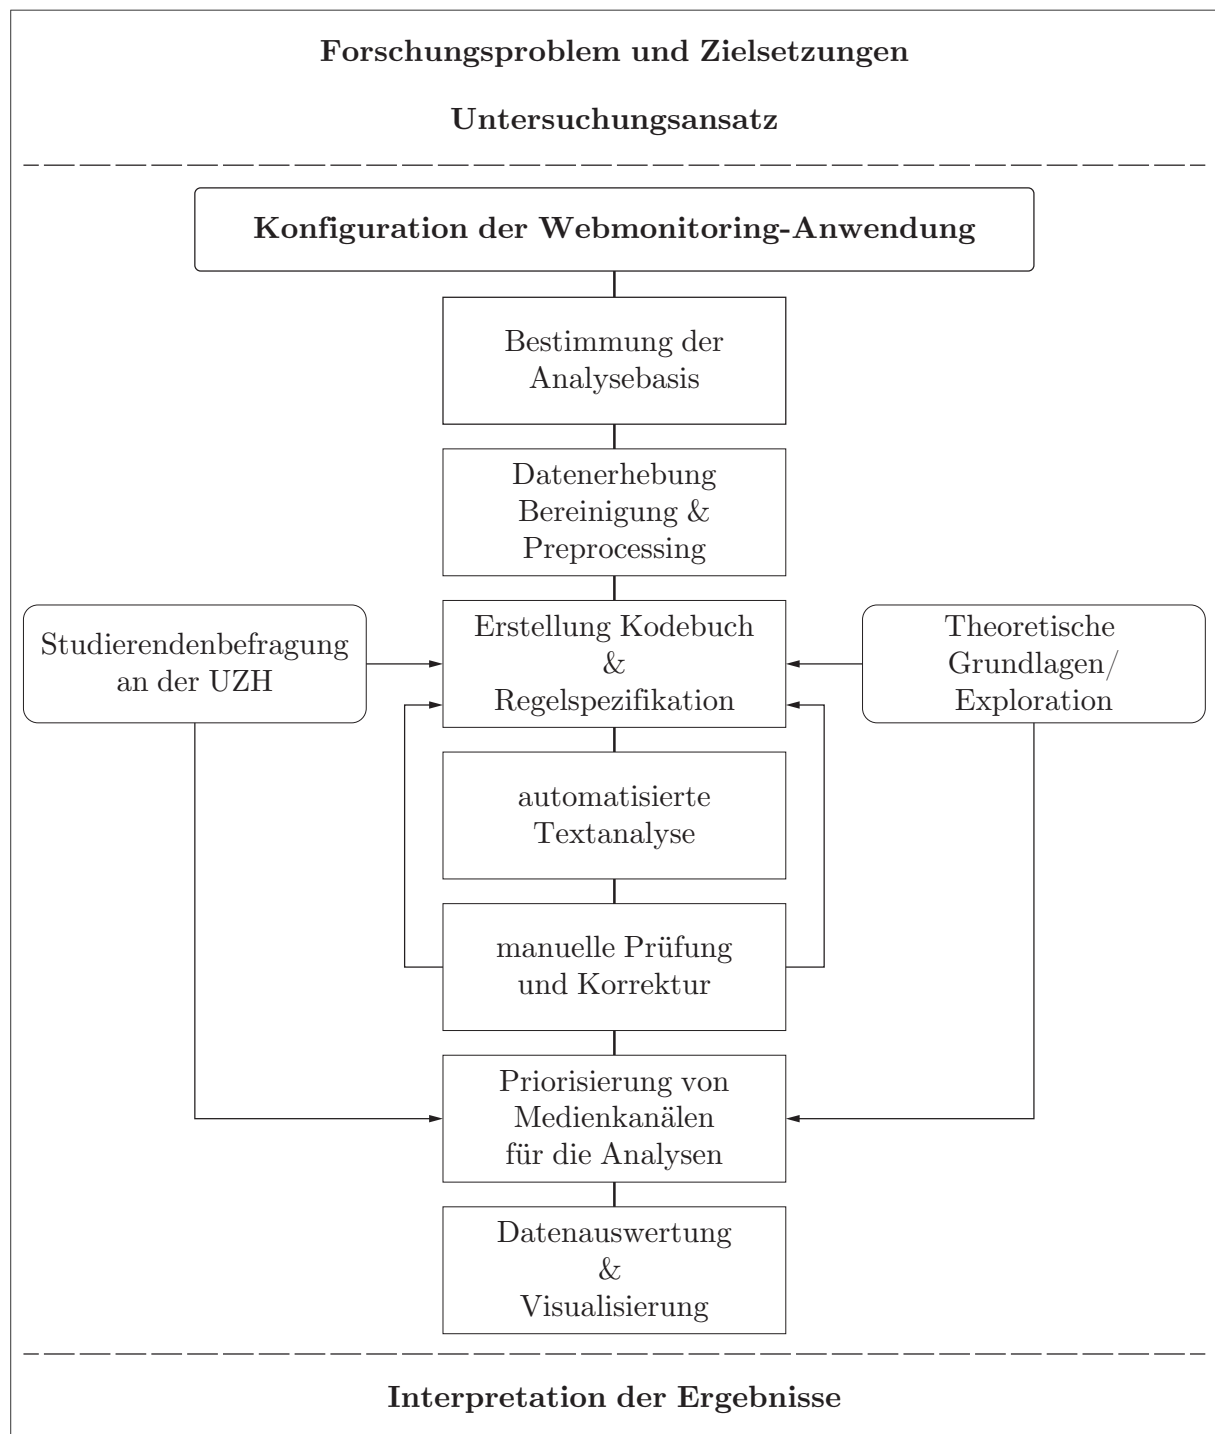 Forschungsproblem und Zielsetzungen
Untersuchungsansatz
Konfiguration der Webmonitoring-Anwendung
Bestimmung der
Analysebasis
Datenerhebung
Bereinigung &
Preprocessing
Studierendenbefragung
an der UZH
Erstellung Kodebuch
&
Regelspezifikation
Theoretische
Grundlagen/
Exploration
automatisierte
Textanalyse
manuelle Prüfung
und Korrektur
Priorisierung von
Medienkanälen
für die Analysen
Datenauswertung
&
Visualisierung
Interpretation der Ergebnisse